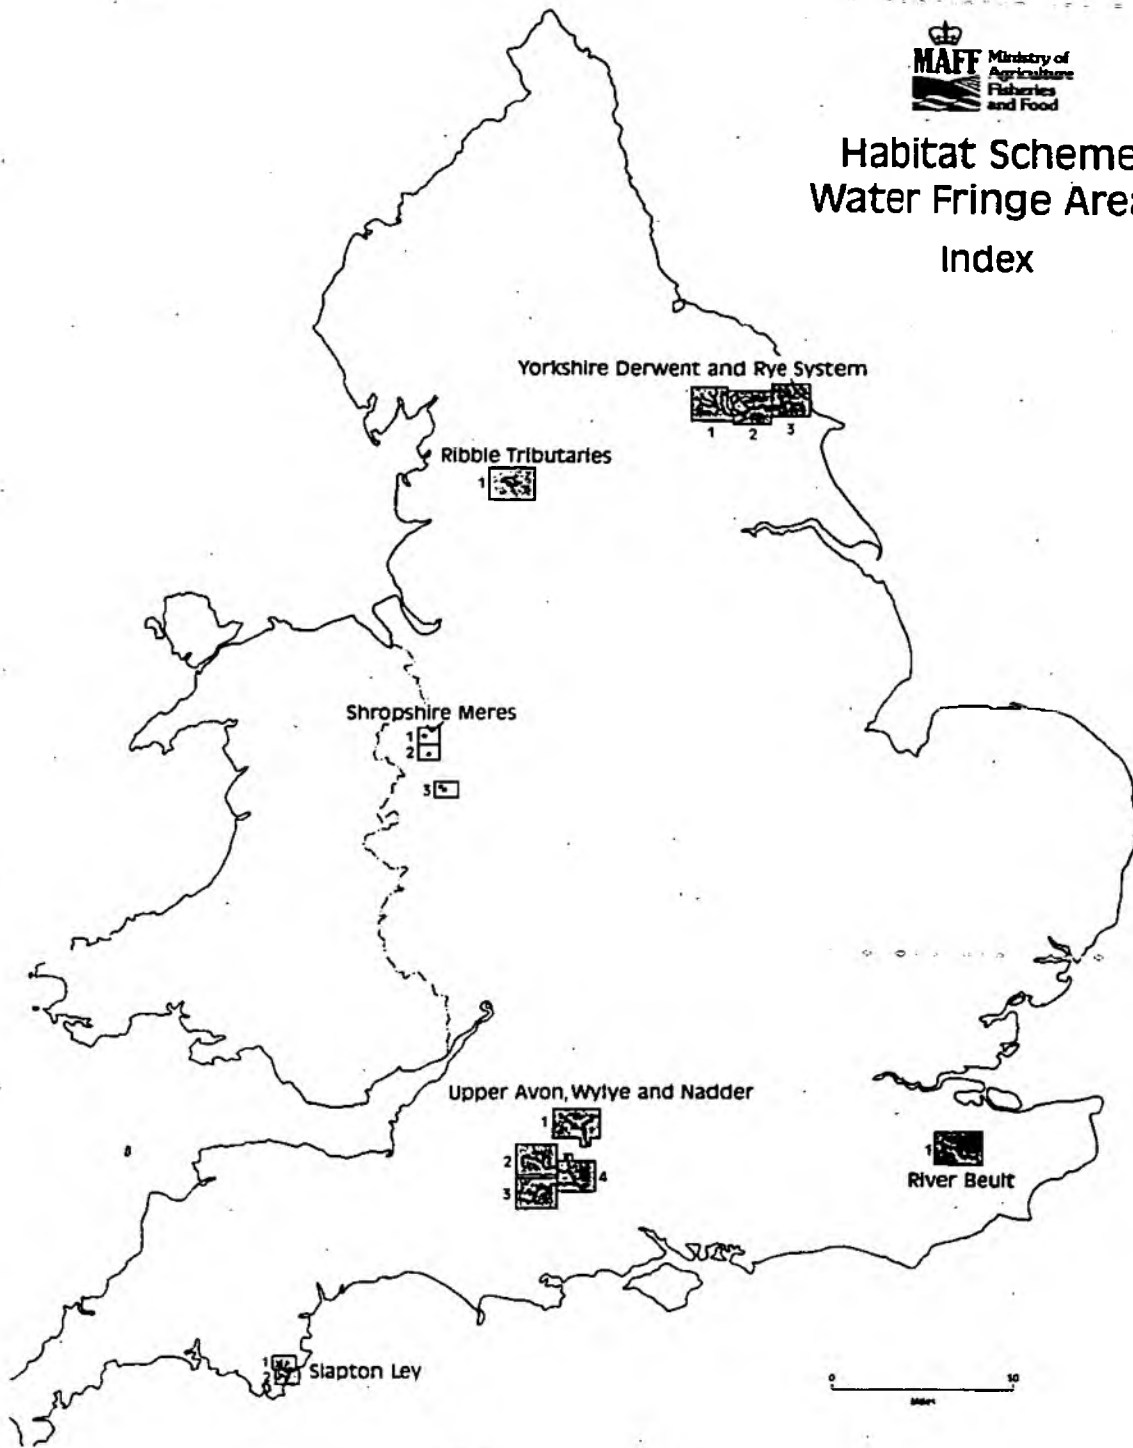 MAFF
Ministry of
Agriculture
Fisheries
and Food
Habitat Scheme
Water Fringe Area
Index
Yorkshire Derwent and Rye System
1 2 3
Ribble Tributaries
1
Shropshire Meres
1
2
3
Upper Avon, Wylye and Nadder
1
2
3
4
1
River Beult
1
2
Slapton Ley
0
Miles